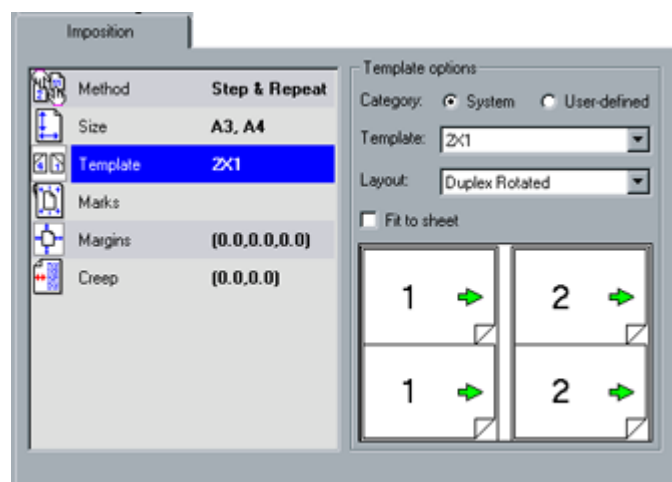 Imposition
Method Step & Repeat
Size A3, A4
Template 2X1
Marks
Margins (0.0,0.0,0.0)
Creep (0.0,0.0)
Template options
Category: System User-defined
Template: 2X1
Layout: Duplex Rotated
Fit to sheet
1 2
1 2